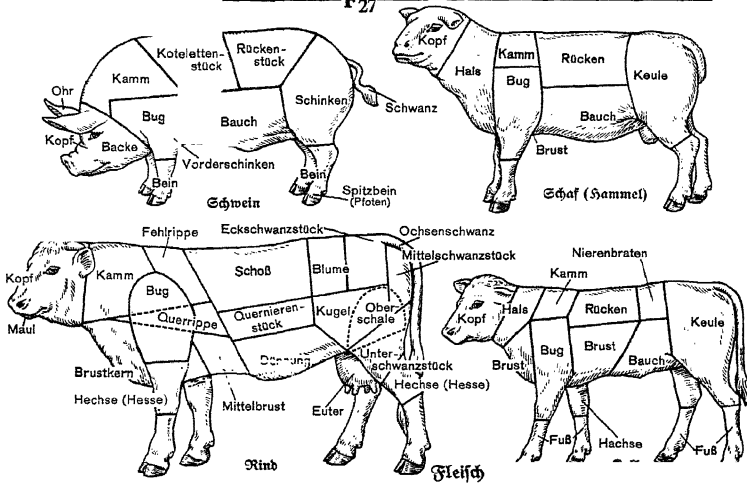 F27
Kamm
Kotelettenstück
Rücken-
stück
Ohr
Kopf
Backe
Bug
Bauch
Schinken
Schwanz
Vorderschinken
Bein
Bein
Spitzbein
(Pfoten)
Schwein
Kopf
Hals
Kamm
Bug
Rücken
Keule
Bauch
Brust
Schaf (Hammel)
Fehlrippe
Eckschwanzstück
Ochsenschwanz
Mittelschwanzstück
Kopf
Maul
Kamm
Bug
Schoß
Blume
Querrippe
Quernieren-
stück
Kugel
Ober-
schale
Unter-
schwanzstück
Brustkern
Hechse (Hesse)
Hechse (Hesse)
Mittelbrust
Euter
Rind
Nierenbraten
Kamm
Kopf
Hals
Rücken
Keule
Brust
Bug
Brust
Bauch
Fuß
Hachse
Fuß
Fleisch